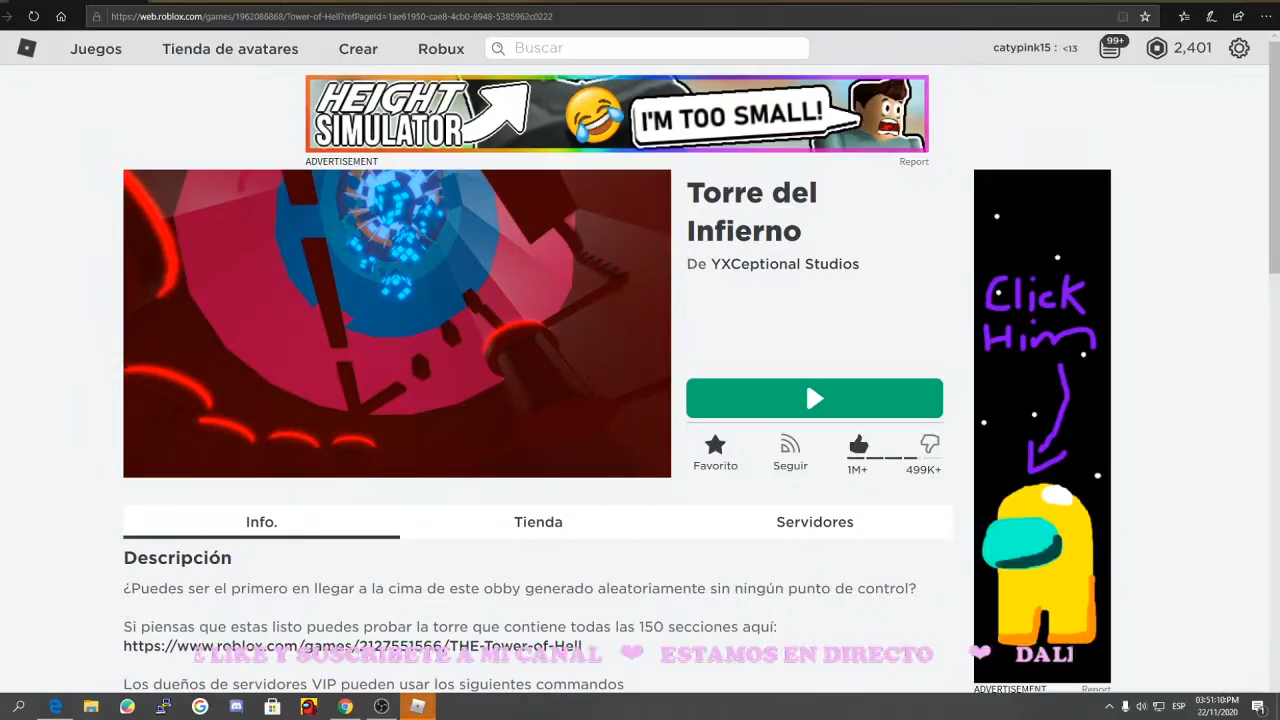 https://web.roblox.com/games/1962086868/Tower-of-Hell?refPageId=1ae61950-cae8-4cb0-8948-5385962c0222
Juegos
Tienda de avatares
Crear
Robux
Buscar
catypink15 : <13
99+
2,401
HEIGHT
SIMULATOR
I'M TOO SMALL!
ADVERTISEMENT
Report
Torre del
Infierno
De YXCeptional Studios
Click
Him
Favorito
Seguir
1M+
499K+
Info.
Tienda
Servidores
Descripción
¿Puedes ser el primero en llegar a la cima de este obby generado aleatoriamente sin ningún punto de control?
Si piensas que estas listo puedes probar la torre que contiene todas las 150 secciones aquí:
https://www.roblox.com/games/2127551566/THE-Tower-of-Hell
LIKE Y SUSCRIBETE A MI CANAL ❤ ESTAMOS EN DIRECTO ❤ DALE
Los dueños de servidores VIP pueden usar los siguientes commandos
ADVERTISEMENT
Report
ESP
03:51:10 PM
22/11/2020